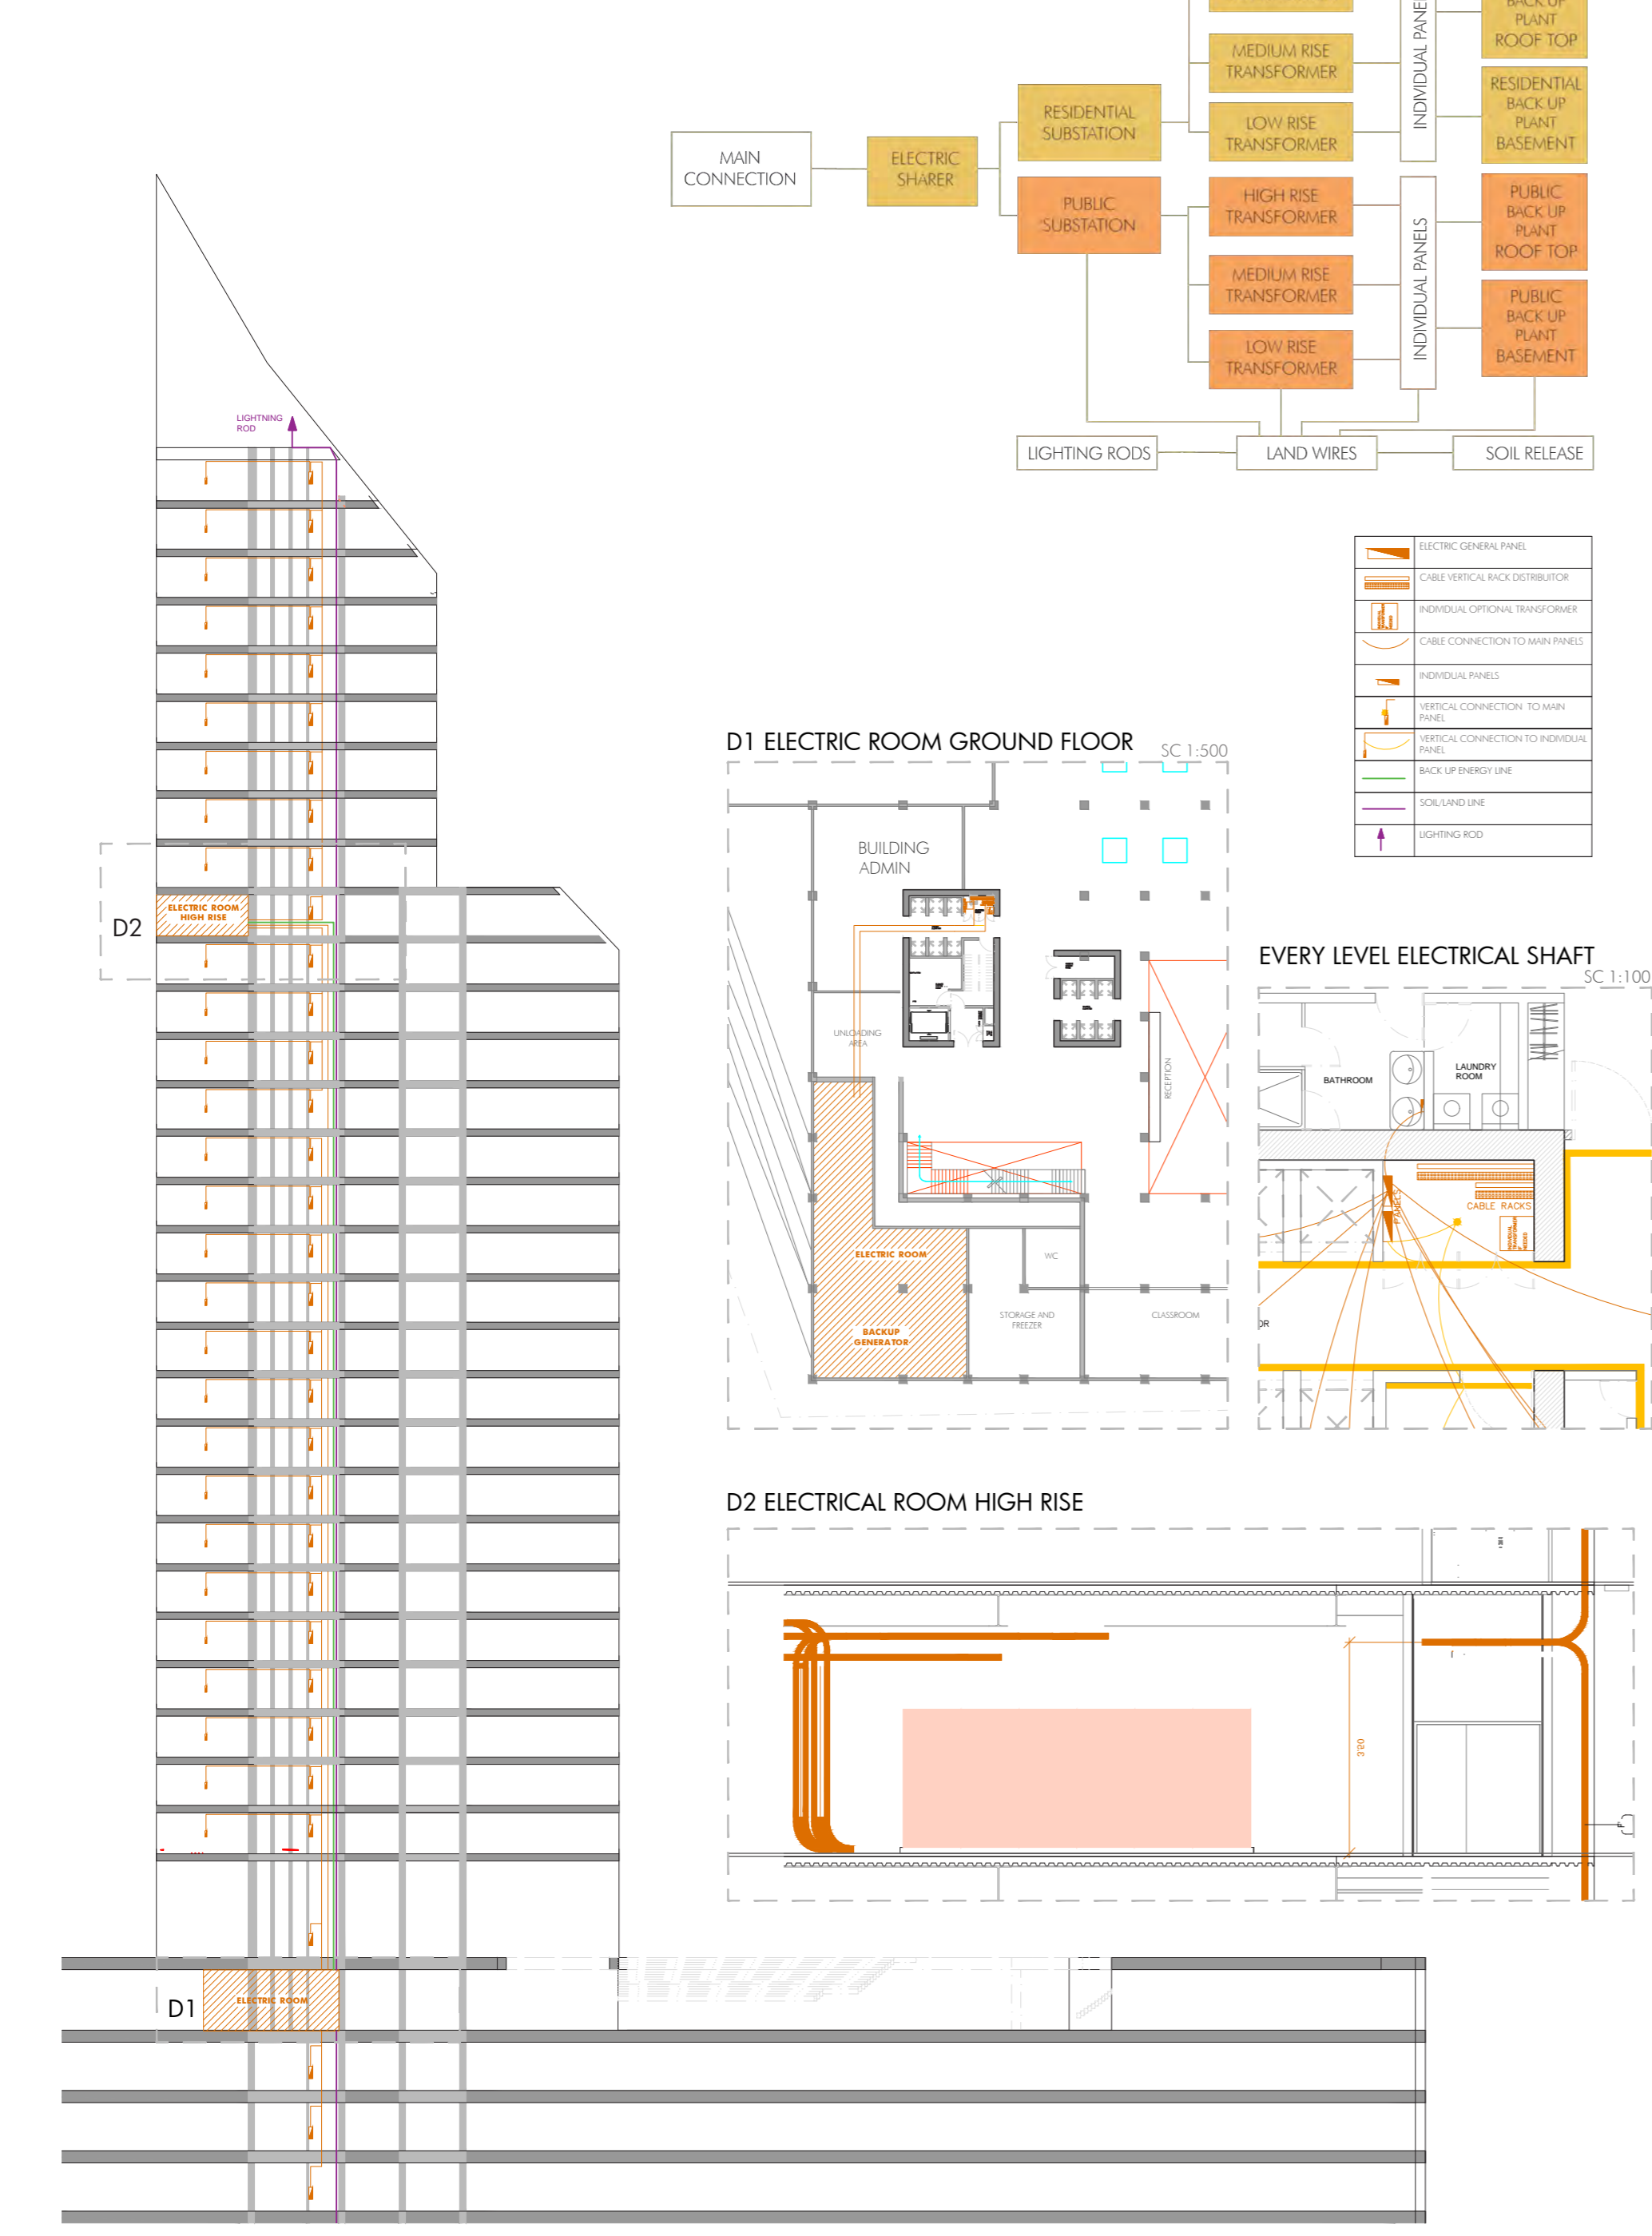 BACK UP
PLANT
ROOF TOP
MEDIUM RISE
TRANSFORMER
RESIDENTIAL
BACK UP
PLANT
BASEMENT
RESIDENTIAL
SUBSTATION
LOW RISE
TRANSFORMER
MAIN
CONNECTION
ELECTRIC
SHARER
PUBLIC
SUBSTATION
HIGH RISE
TRANSFORMER
PUBLIC
BACK UP
PLANT
ROOF TOP
INDIVIDUAL PANELS
MEDIUM RISE
TRANSFORMER
PUBLIC
BACK UP
PLANT
BASEMENT
LOW RISE
TRANSFORMER
LIGHTING RODS
LAND WIRES
SOIL RELEASE
LIGHTNING
ROD
ELECTRIC GENERAL PANEL
CABLE VERTICAL RACK DISTRIBUITOR
INDIVIDUAL OPTIONAL TRANSFORMER
CABLE CONNECTION TO MAIN PANELS
INDIVIDUAL PANELS
VERTICAL CONNECTION TO MAIN
PANEL
VERTICAL CONNECTION TO INDIVIDUAL
PANEL
BACK UP ENERGY LINE
SOIL/LAND LINE
LIGHTING ROD
D1 ELECTRIC ROOM GROUND FLOOR
SC 1:500
BUILDING
ADMIN
UNLOADING
AREA
RECEPTION
ELECTRIC ROOM
WC
BACKUP
GENERATOR
STORAGE AND
FREEZER
CLASSROOM
EVERY LEVEL ELECTRICAL SHAFT
SC 1:100
BATHROOM
LAUNDRY
ROOM
PANELS
CABLE RACKS
INDIVIDUAL
TRANSFORMER
IF
NEEDED
OR
D2
ELECTRIC ROOM
HIGH RISE
D2 ELECTRICAL ROOM HIGH RISE
3.80
D1
ELECTRIC ROOM